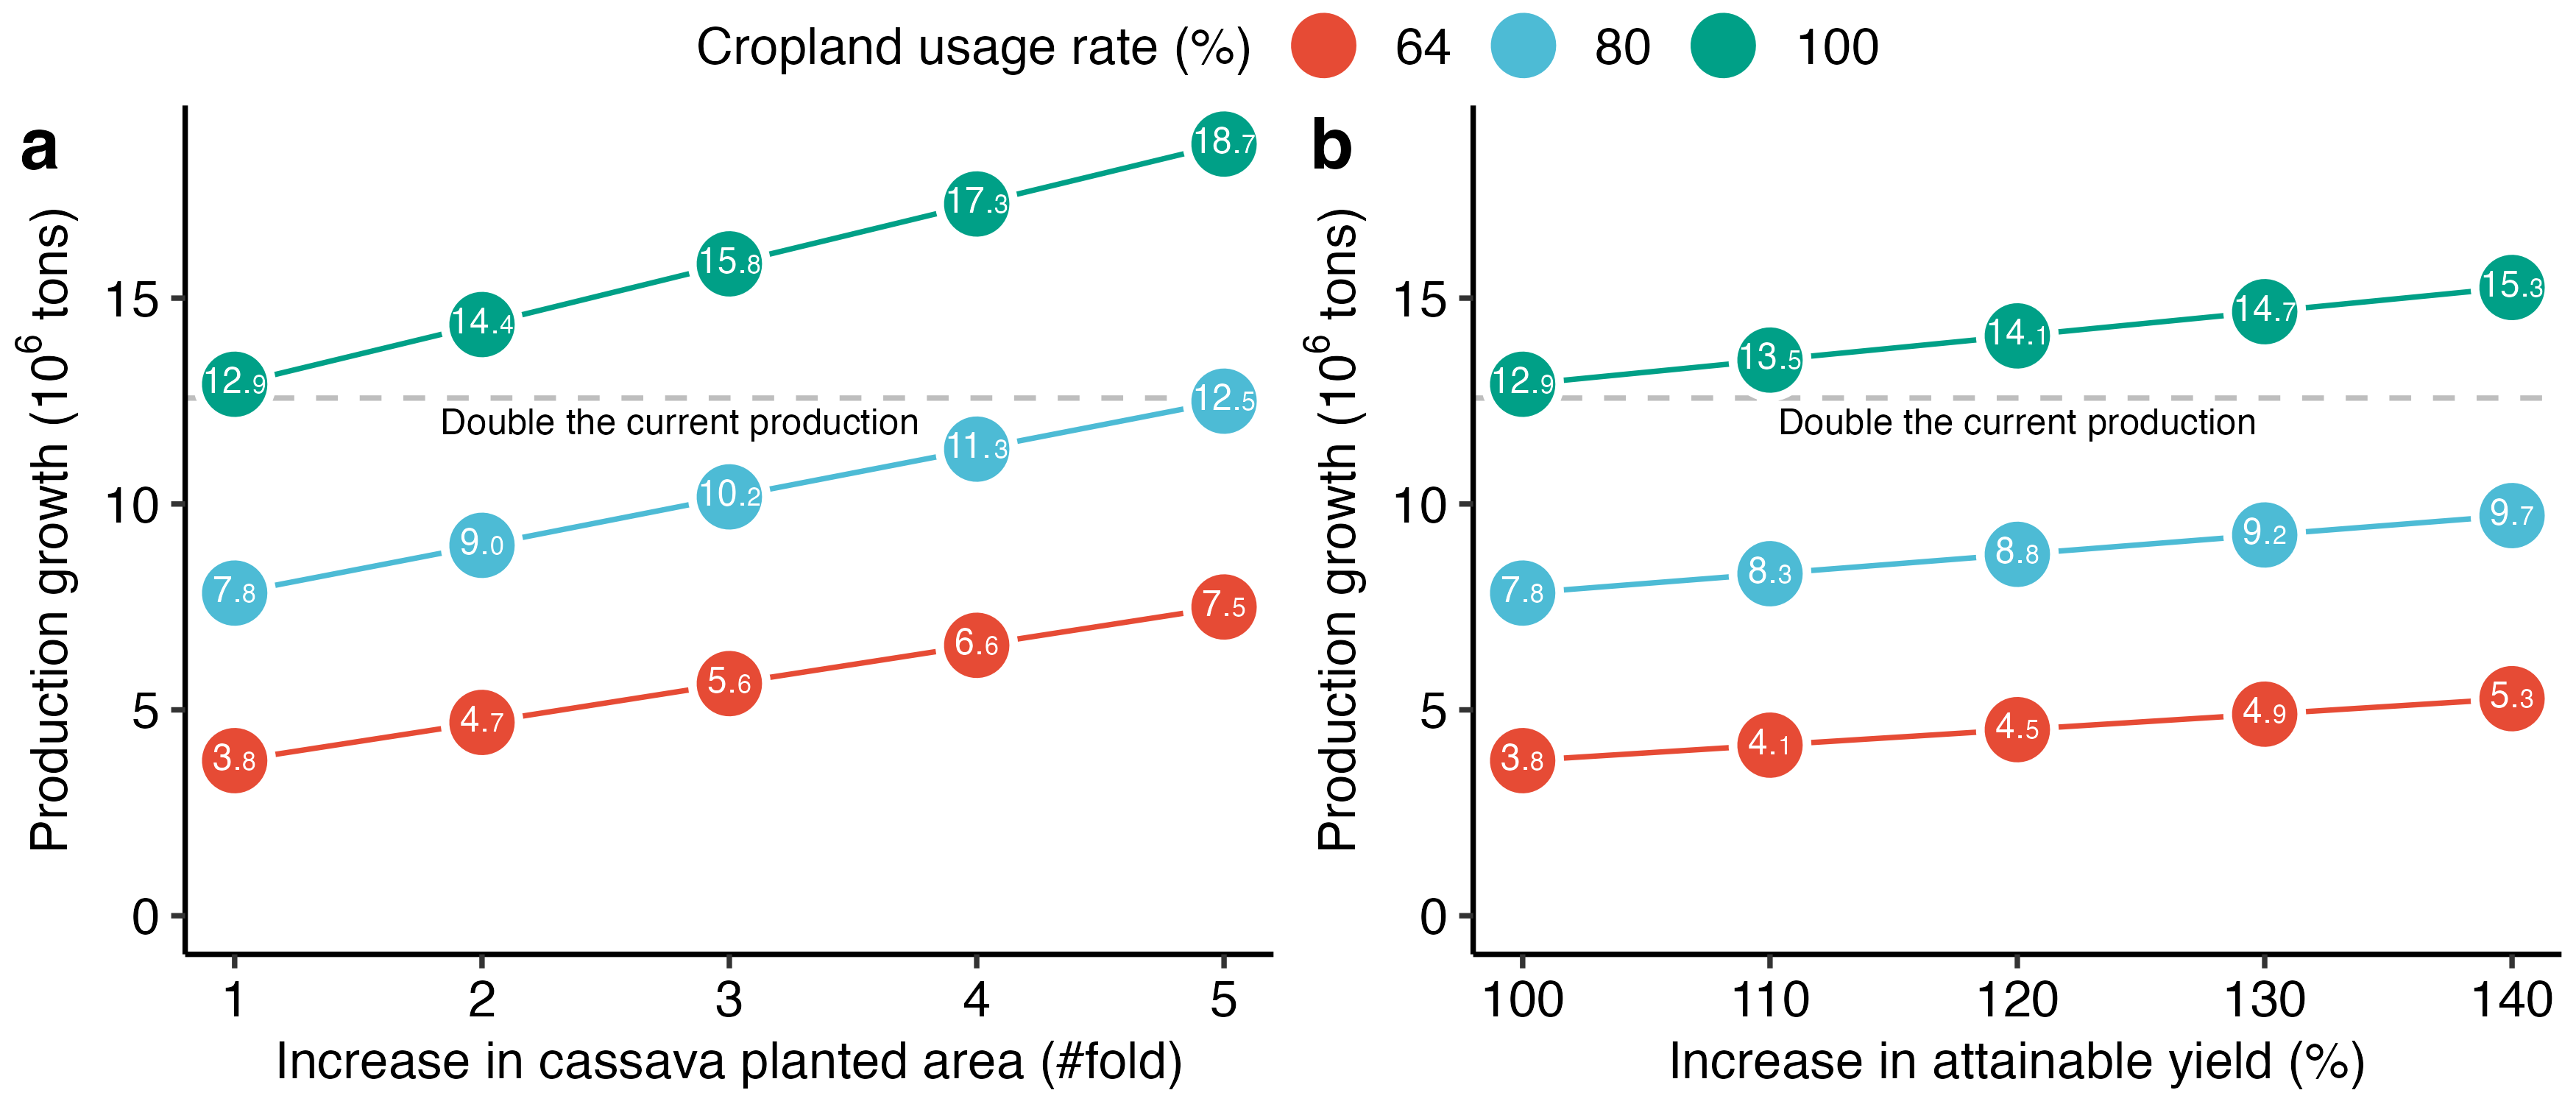 Cropland usage rate (%) 64 80 100
a
Production growth (10⁶ tons)
15
10
5
0
12.9 14.4 15.8 17.3 18.7
Double the current production
7.8 9.0 10.2 11.3 12.5
3.8 4.7 5.6 6.6 7.5
1 2 3 4 5
Increase in cassava planted area (#fold)
b
Production growth (10⁶ tons)
15
10
5
0
12.9 13.5 14.1 14.7 15.3
Double the current production
7.8 8.3 8.8 9.2 9.7
3.8 4.1 4.5 4.9 5.3
100 110 120 130 140
Increase in attainable yield (%)